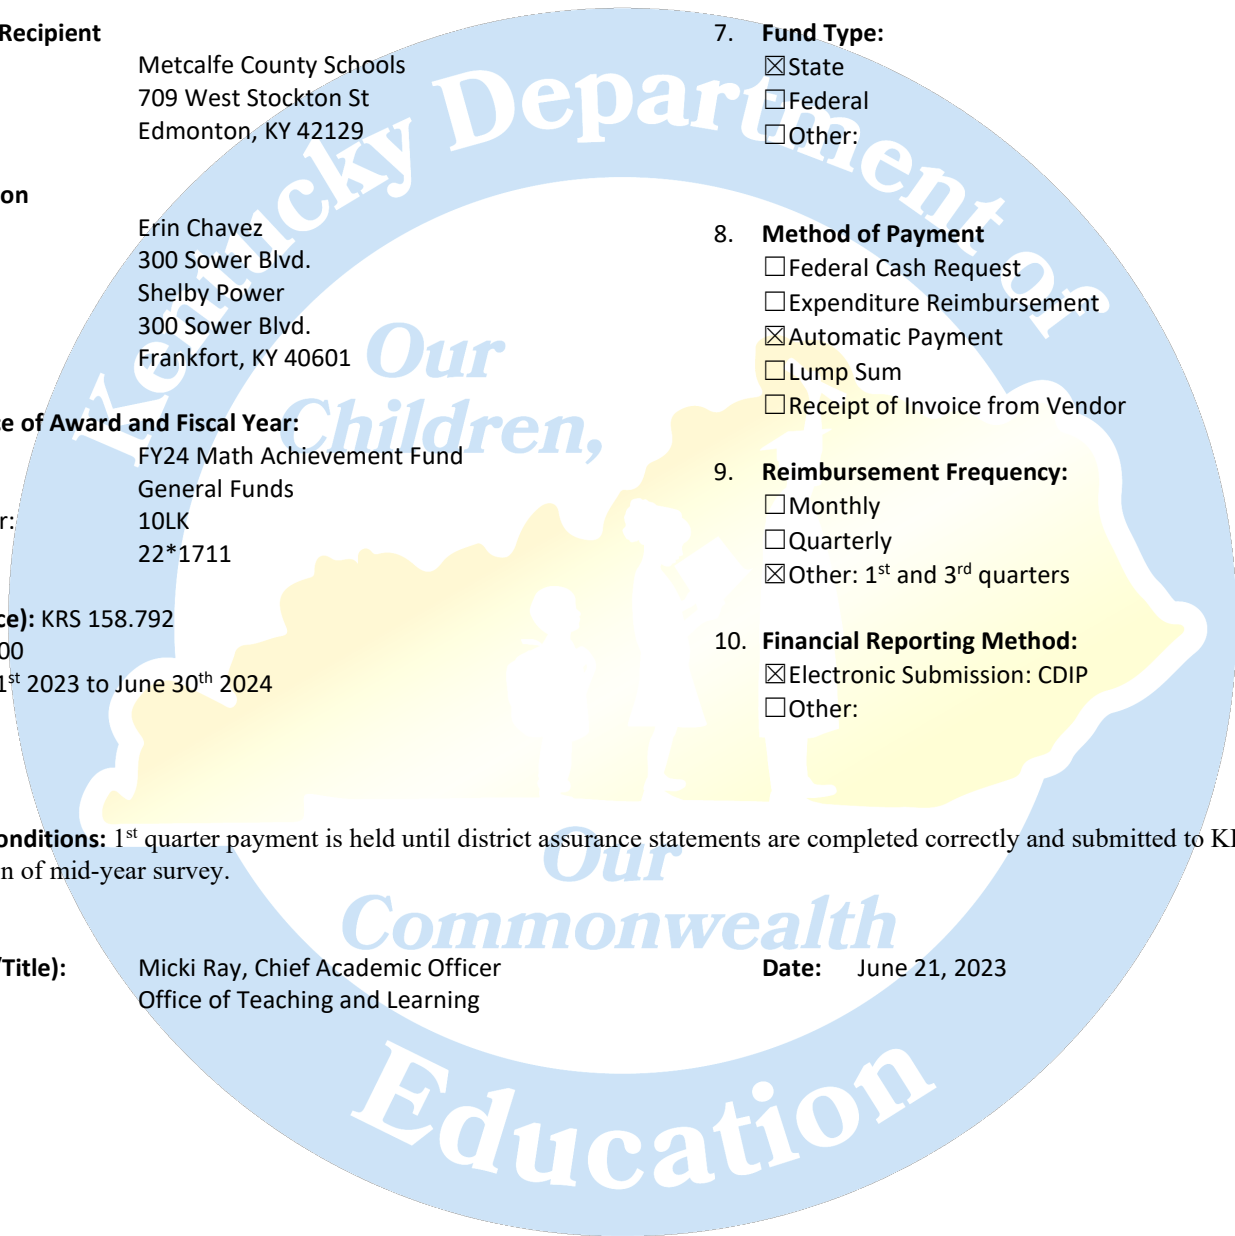 Recipient
Metcalfe County Schools
709 West Stockton St
Edmonton, KY 42129
on
Erin Chavez
300 Sower Blvd.
Shelby Power
300 Sower Blvd.
Frankfort, KY 40601
ce of Award and Fiscal Year:
FY24 Math Achievement Fund
General Funds
r: 10LK
22*1711
ce): KRS 158.792
00
1st 2023 to June 30th 2024
7. Fund Type:
☒State
☐Federal
☐Other:
8. Method of Payment
☐Federal Cash Request
☐Expenditure Reimbursement
☒Automatic Payment
☐Lump Sum
☐Receipt of Invoice from Vendor
9. Reimbursement Frequency:
☐Monthly
☐Quarterly
☒Other: 1st and 3rd quarters
10. Financial Reporting Method:
☒Electronic Submission: CDIP
☐Other:
onditions: 1st quarter payment is held until district assurance statements are completed correctly and submitted to K
n of mid-year survey.
/Title): Micki Ray, Chief Academic Officer
Office of Teaching and Learning
Date: June 21, 2023
Kentucky Department of
Education
Our
Children,
Our
Commonwealth